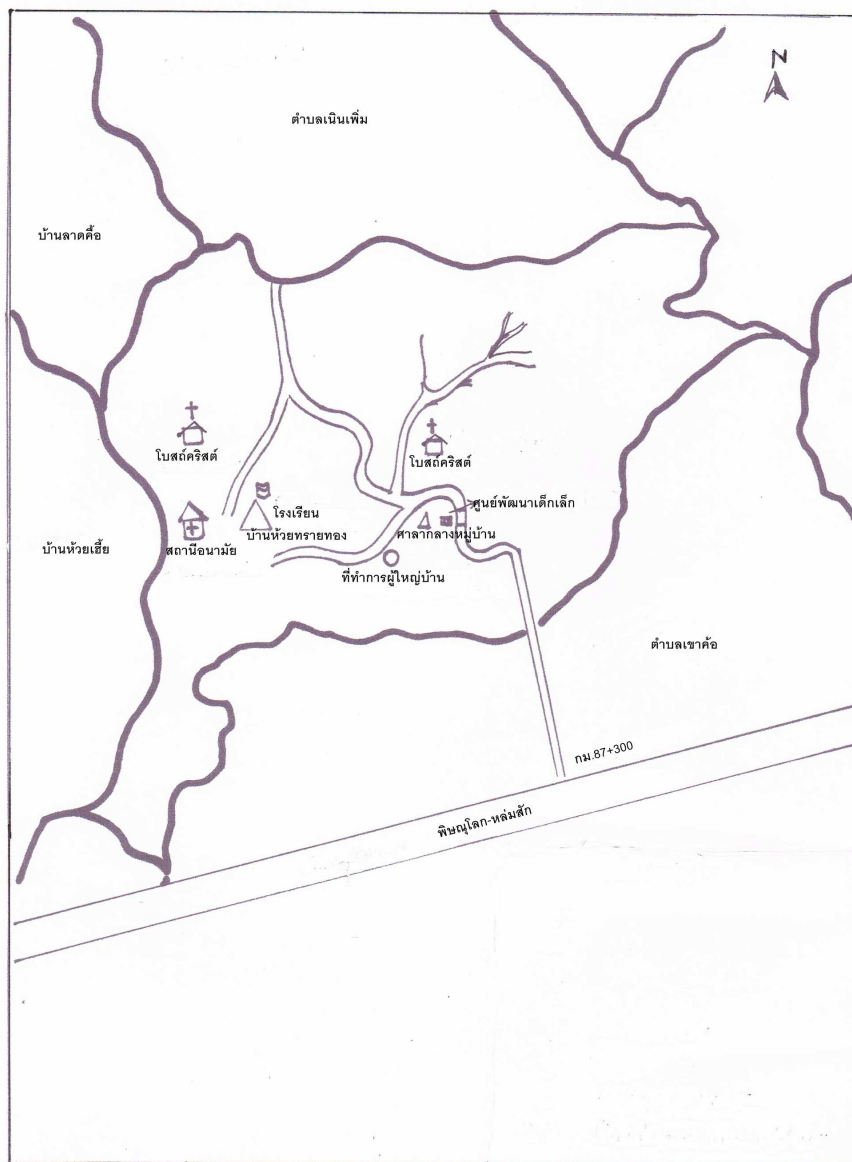 N
ตำบลเนินเพิ่ม
บ้านลาดคื้อ
โบสถ์คริสต์
โบสถ์คริสต์
ศูนย์พัฒนาเด็กเล็ก
โรงเรียน
บ้านห้วยทรายทอง
ศาลากลางหมู่บ้าน
บ้านห้วยเฮี้ย
สถานีอนามัย
ที่ทำการผู้ใหญ่บ้าน
ตำบลเขาค้อ
กม.87+300
พิษณุโลก-หล่มสัก